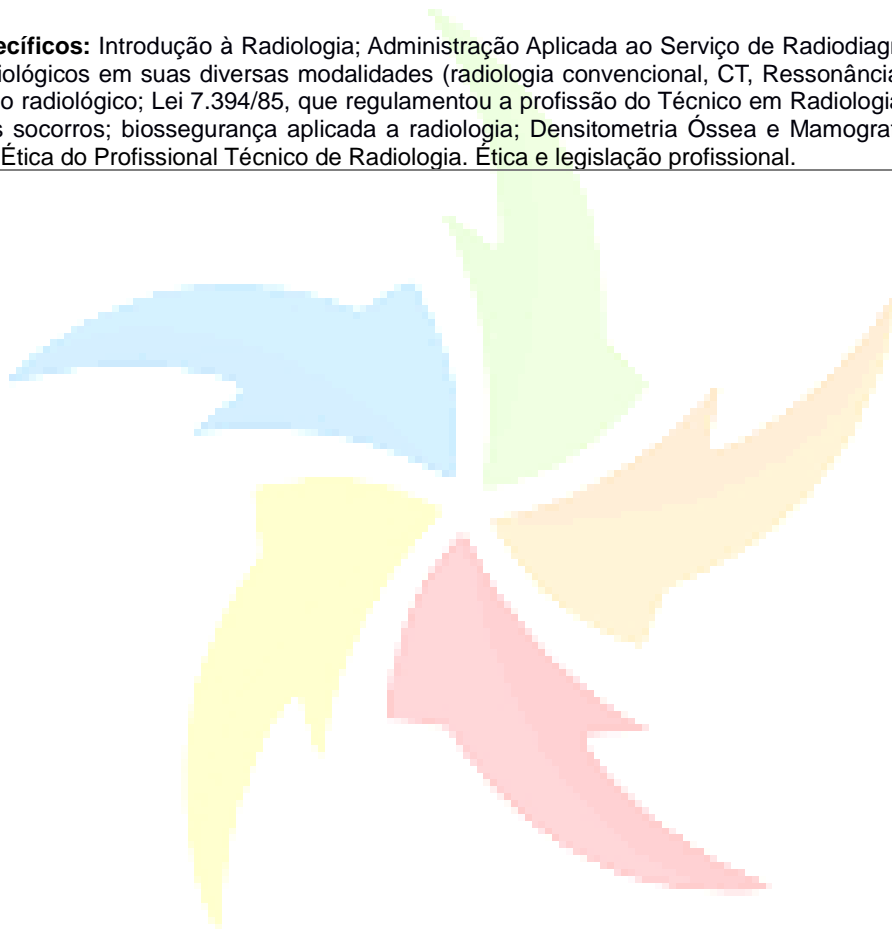 ecíficos: Introdução à Radiologia; Administração Aplicada ao Serviço de Radiodiagn
iológicos em suas diversas modalidades (radiologia convencional, CT, Ressonância
o radiológico; Lei 7.394/85, que regulamentou a profissão do Técnico em Radiologia
s socorros; biossegurança aplicada a radiologia; Densitometria Óssea e Mamograf
Ética do Profissional Técnico de Radiologia. Ética e legislação profissional.